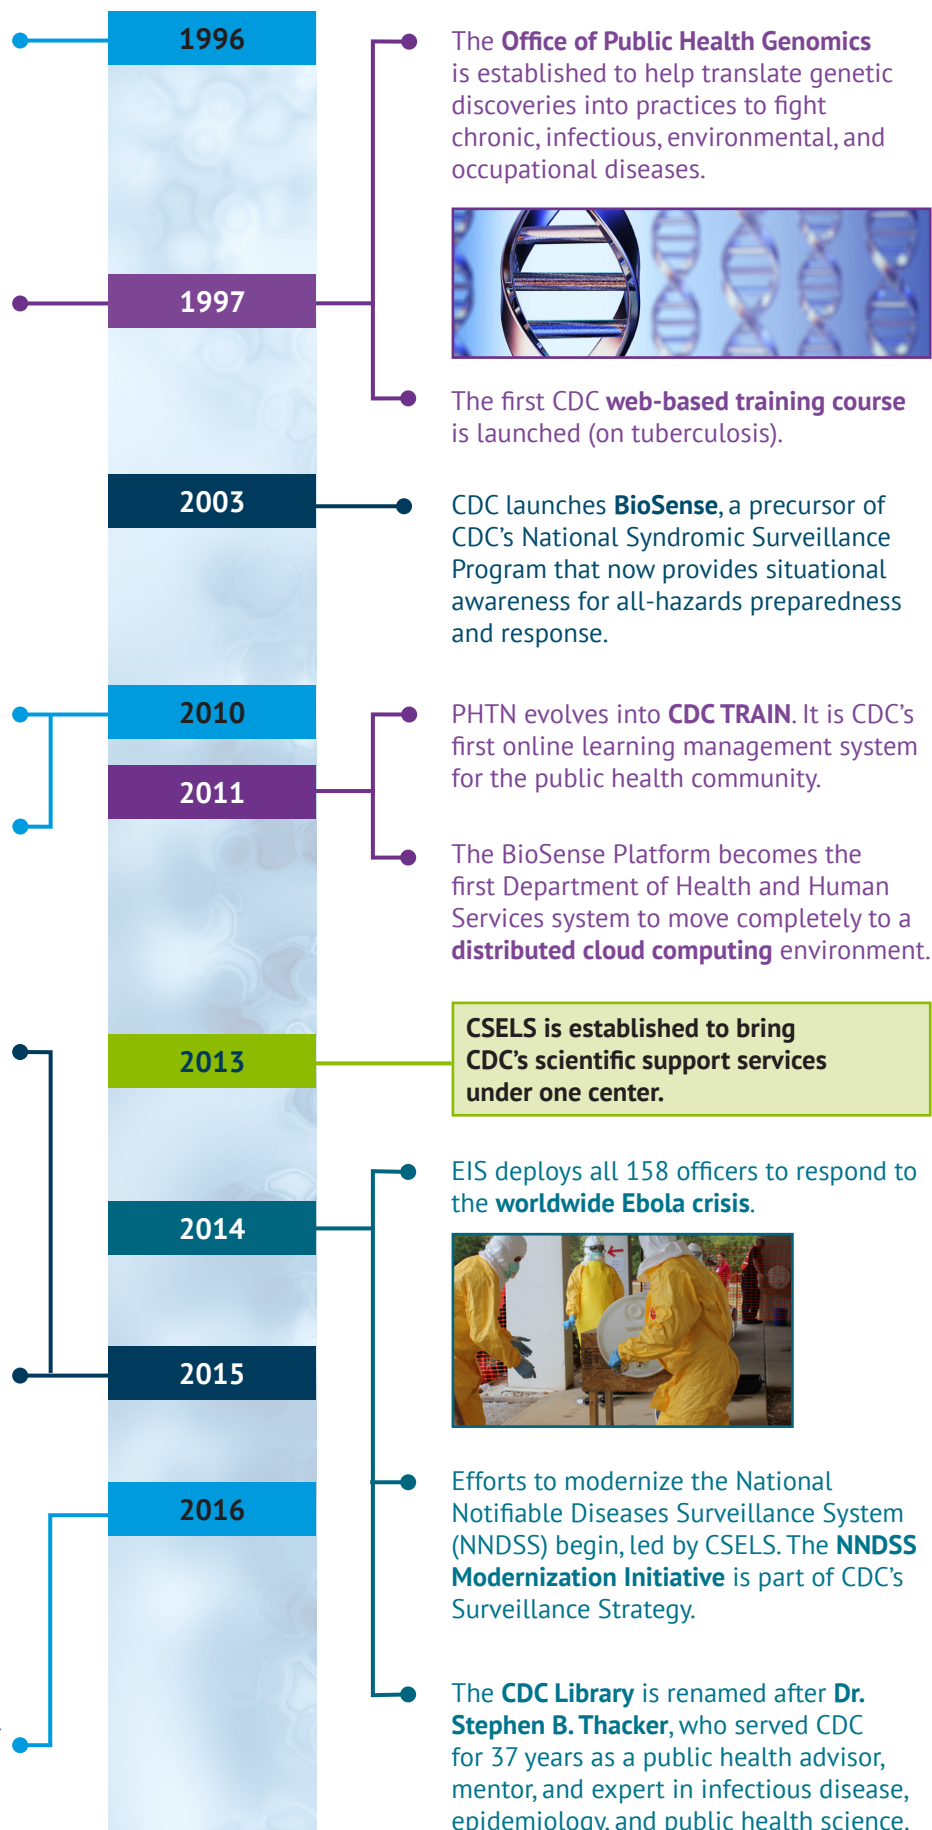 1996
The Office of Public Health Genomics
is established to help translate genetic
discoveries into practices to fight
chronic, infectious, environmental, and
occupational diseases.
1997
The first CDC web-based training course
is launched (on tuberculosis).
2003
CDC launches BioSense, a precursor of
CDC’s National Syndromic Surveillance
Program that now provides situational
awareness for all-hazards preparedness
and response.
2010
PHTN evolves into CDC TRAIN. It is CDC’s
first online learning management system
for the public health community.
2011
The BioSense Platform becomes the
first Department of Health and Human
Services system to move completely to a
distributed cloud computing environment.
2013
CSELS is established to bring
CDC’s scientific support services
under one center.
EIS deploys all 158 officers to respond to
the worldwide Ebola crisis.
2014
2015
2016
Efforts to modernize the National
Notifiable Diseases Surveillance System
(NNDSS) begin, led by CSELS. The NNDSS
Modernization Initiative is part of CDC’s
Surveillance Strategy.
The CDC Library is renamed after Dr.
Stephen B. Thacker, who served CDC
for 37 years as a public health advisor,
mentor, and expert in infectious disease,
epidemiology, and public health science.